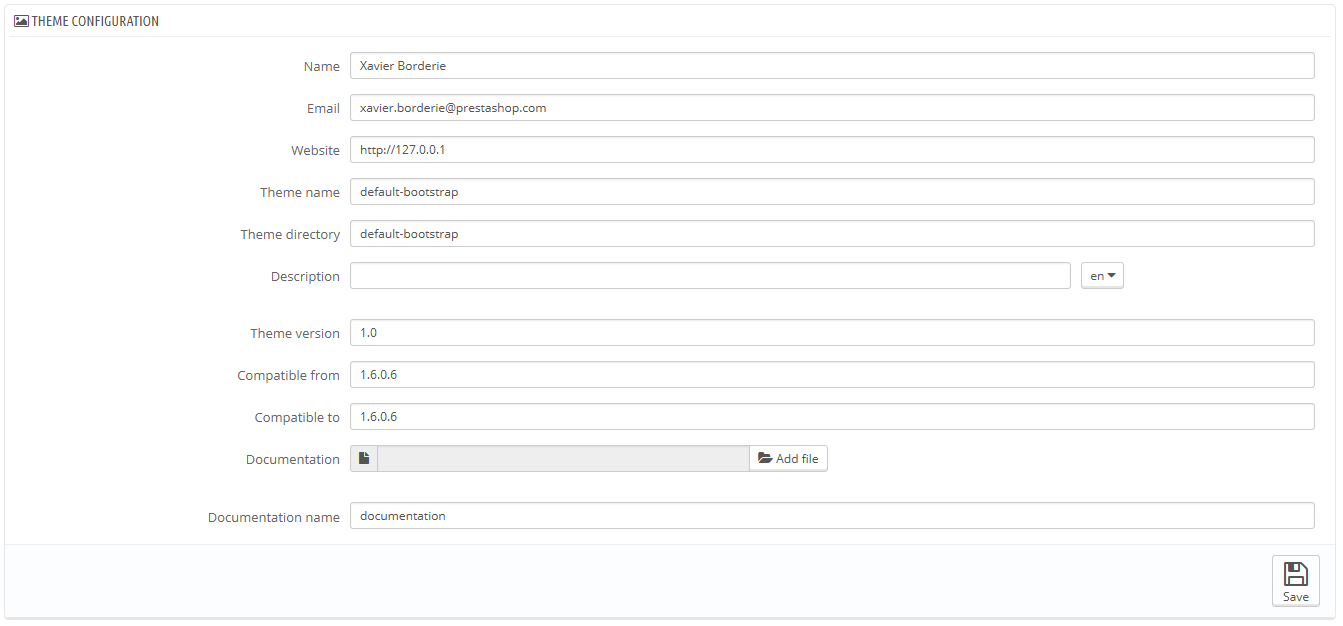 THEME CONFIGURATION
Name Xavier Borderie
Email xavier.borderie@prestashop.com
Website http://127.0.0.1
Theme name default-bootstrap
Theme directory default-bootstrap
Description en
Theme version 1.0
Compatible from 1.6.0.6
Compatible to 1.6.0.6
Documentation Add file
Documentation name documentation
Save